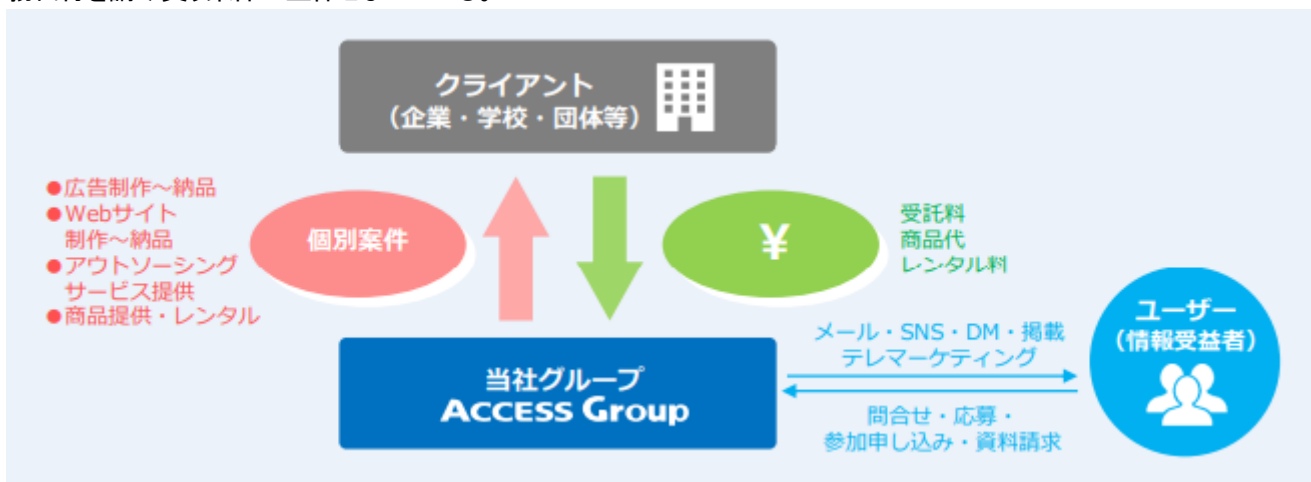 クライアント
（企業・学校・団体等）
●広告制作～納品
●Webサイト
制作～納品
●アウトソーシング
サービス提供
●商品提供・レンタル
個別案件
¥
受託料
商品代
レンタル料
当社グループ
ACCESS Group
メール・SNS・DM・掲載
テレマーケティング
問合せ・応募・
参加申し込み・資料請求
ユーザー
（情報受益者）